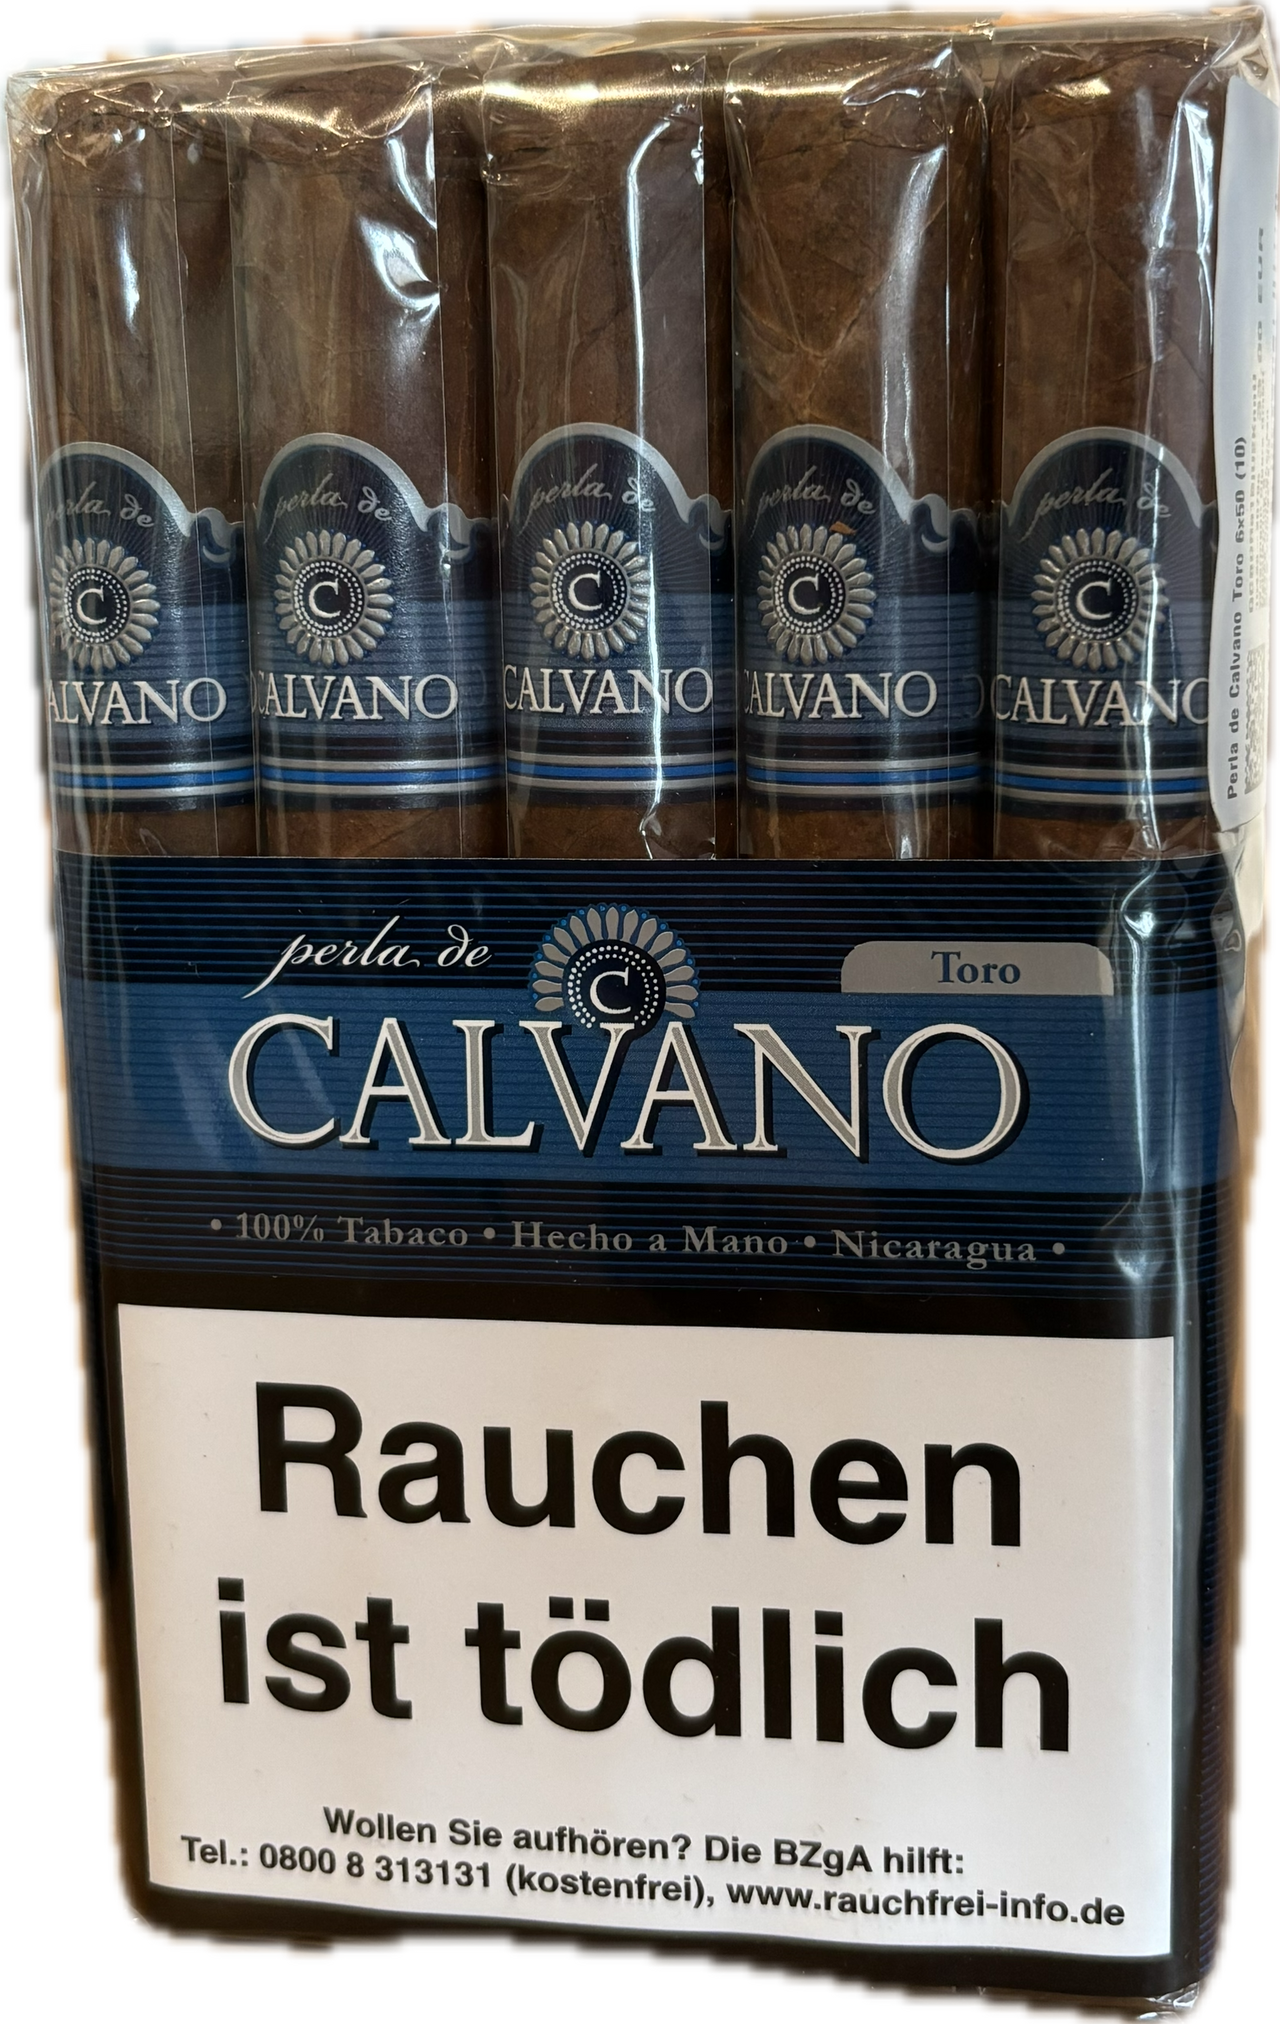 perla de
C
ALVANO
perla de
C
CALVANO
perla de
C
CALVANO
perla de
C
CALVANO
perla de
C
CALVANO
Perla de Calvano Toro 6x50 (10)
EUR
perla de
C
Toro
CALVANO
• 100% Tabaco • Hecho a Mano • Nicaragua •
Rauchen
ist tödlich
Wollen Sie aufhören? Die BZgA hilft:
Tel.: 0800 8 313131 (kostenfrei), www.rauchfrei-info.de